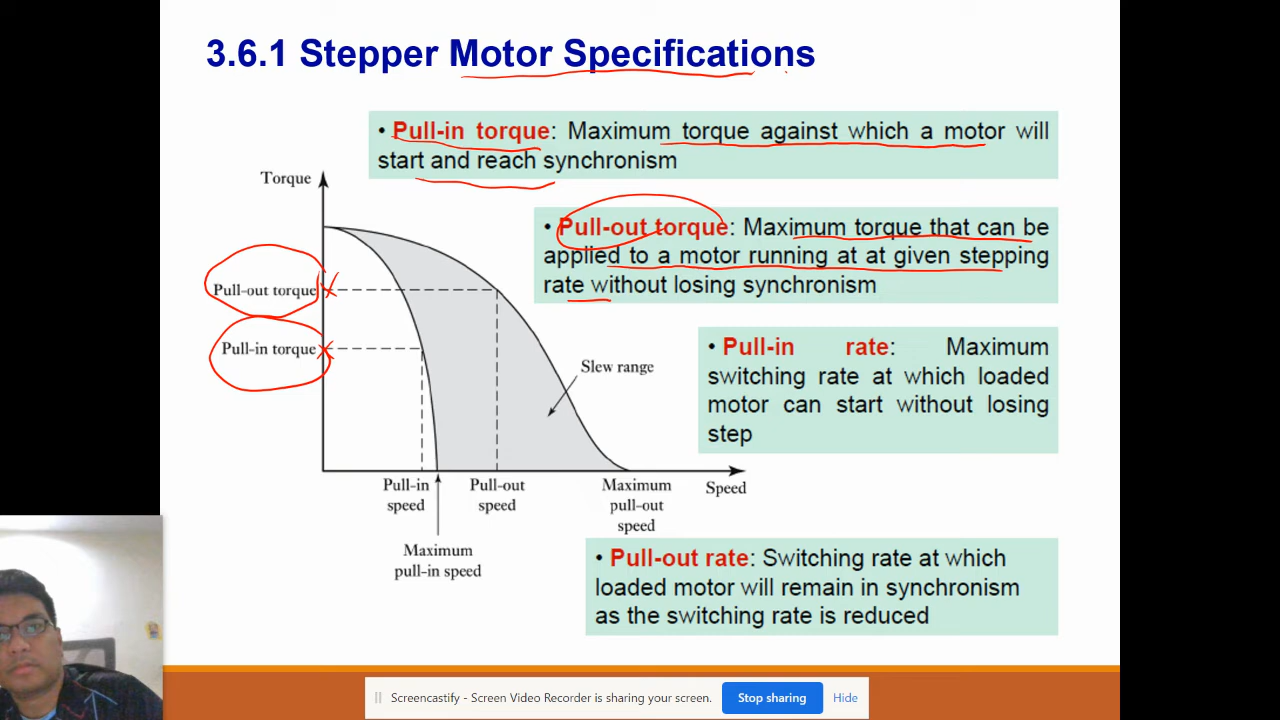 3.6.1 Stepper Motor Specifications
• Pull-in torque: Maximum torque against which a motor will
start and reach synchronism
Torque
• Pull-out torque: Maximum torque that can be
applied to a motor running at at given stepping
rate without losing synchronism
Pull-out torque
Pull-in torque
Slew range
• Pull-in rate: Maximum
switching rate at which loaded
motor can start without losing
step
Pull-in
speed
Pull-out
speed
Maximum
pull-out
speed
Speed
Maximum
pull-in speed
• Pull-out rate: Switching rate at which
loaded motor will remain in synchronism
as the switching rate is reduced
Screencastify - Screen Video Recorder is sharing your screen.
Stop sharing
Hide